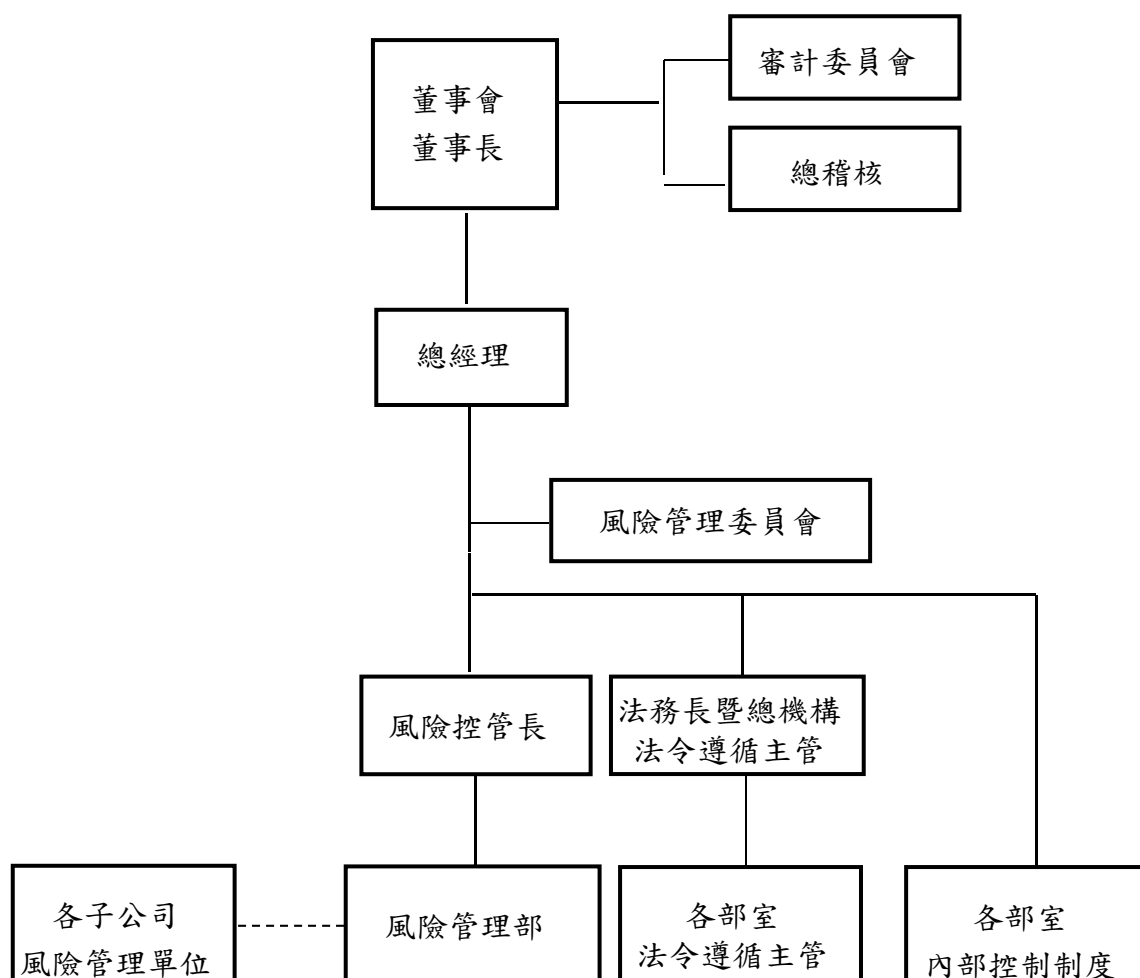 審計委員會
董事會
董事長
總稽核
總經理
風險管理委員會
風險控管長
法務長暨總機構
法令遵循主管
各子公司
風險管理單位
風險管理部
各部室
法令遵循主管
各部室
內部控制制度